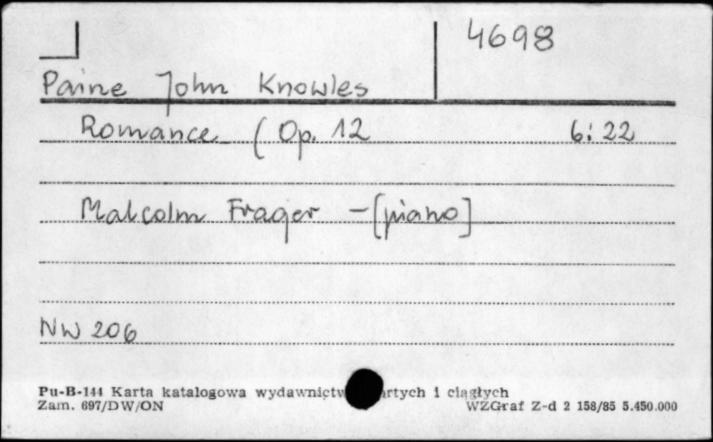 4698
Paine John Knowles
Romance (Op. 12 6:22
Malcolm Frager - [piano]
NW 206
Pu-B-144 Karta katalogowa wydawnictw rtych i ciągłych
Zam. 697/DW/ON WZGraf Z-d 2 158/85 5.450.000